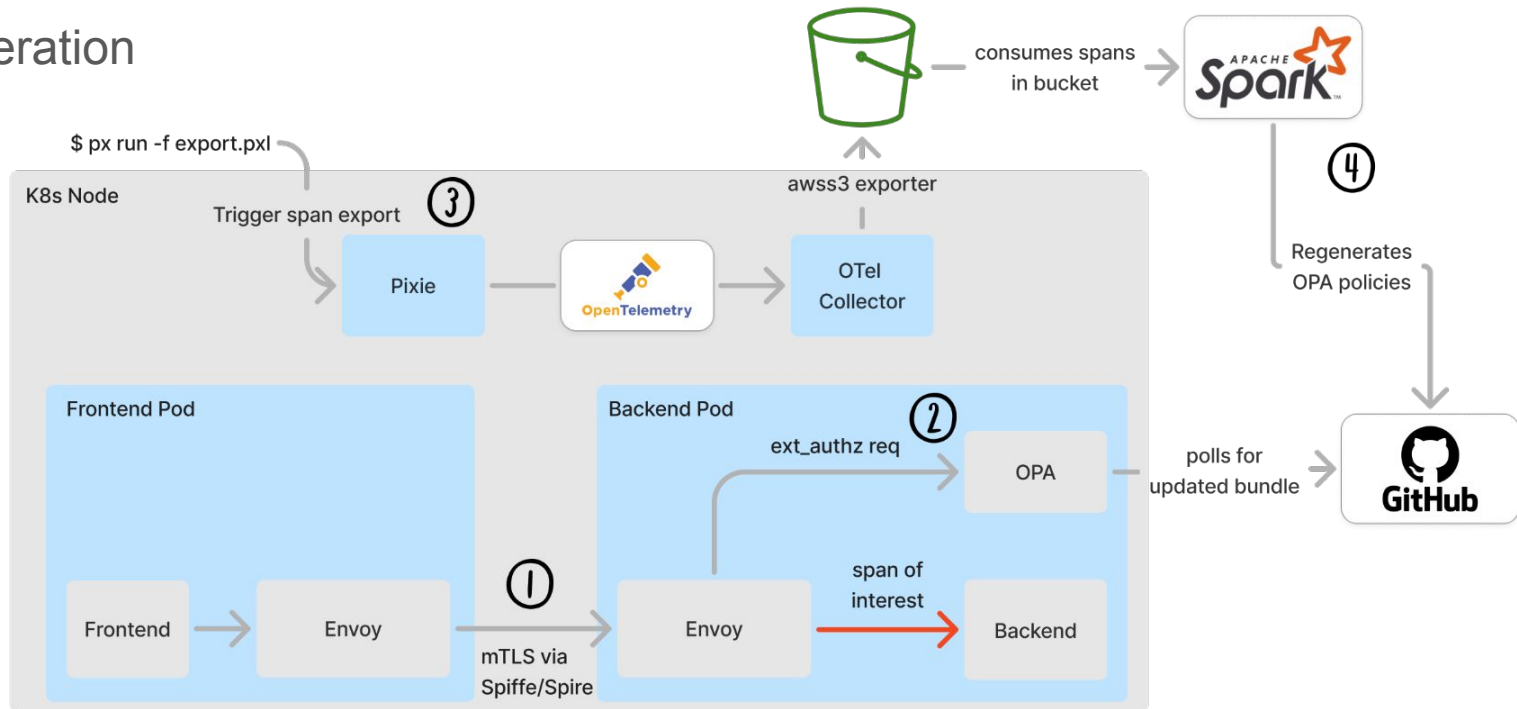 eration
consumes spans
in bucket
APACHE
Spark
TM
$ px run -f export.pxl
K8s Node
Trigger span export
3
awss3 exporter
4
Pixie
OpenTelemetry
OTel
Collector
Regenerates
OPA policies
Frontend Pod
Backend Pod
2
ext_authz req
OPA
polls for
updated bundle
GitHub
1
span of
interest
Frontend
Envoy
Envoy
Backend
mTLS via
Spiffe/Spire